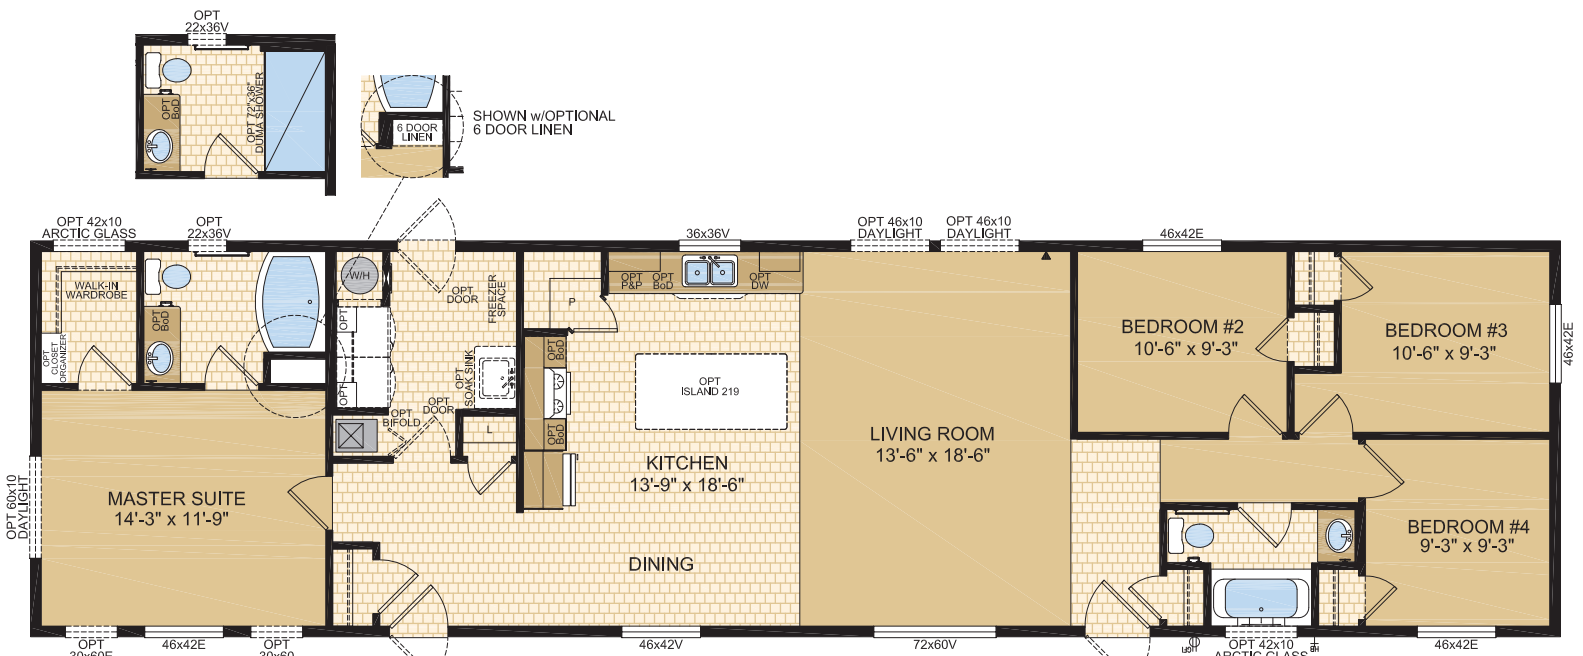 OPT
22x36V
OPT
BoD
OPT 72"x36"
DUMA SHOWER
6 DOOR
LINEN
SHOWN w/OPTIONAL
6 DOOR LINEN
OPT 42x10
ARCTIC GLASS
OPT
22x36V
36x36V
OPT 46x10
DAYLIGHT
OPT 46x10
DAYLIGHT
46x42E
WALK-IN
WARDROBE
OPT
CLOSET
ORGANIZER
OPT
BoD
W/H
OPT
OPT
OPT
DOOR
FREEZER
SPACE
OPT
SOAK SINK
OPT
BIFOLD
OPT
DOOR
L
P
OPT
P&P
OPT
BoD
OPT
DW
OPT
BoD
OPT
BoD
OPT
ISLAND 219
BEDROOM #2
10'-6" x 9'-3"
BEDROOM #3
10'-6" x 9'-3"
46x42E
LIVING ROOM
13'-6" x 18'-6"
KITCHEN
13'-9" x 18'-6"
MASTER SUITE
14'-3" x 11'-9"
OPT 60x10
DAYLIGHT
BEDROOM #4
9'-3" x 9'-3"
DINING
OPT
30x60E
46x42E
OPT
30x60
46x42V
72x60V
OPT 42x10
ARCTIC GLASS
46x42E